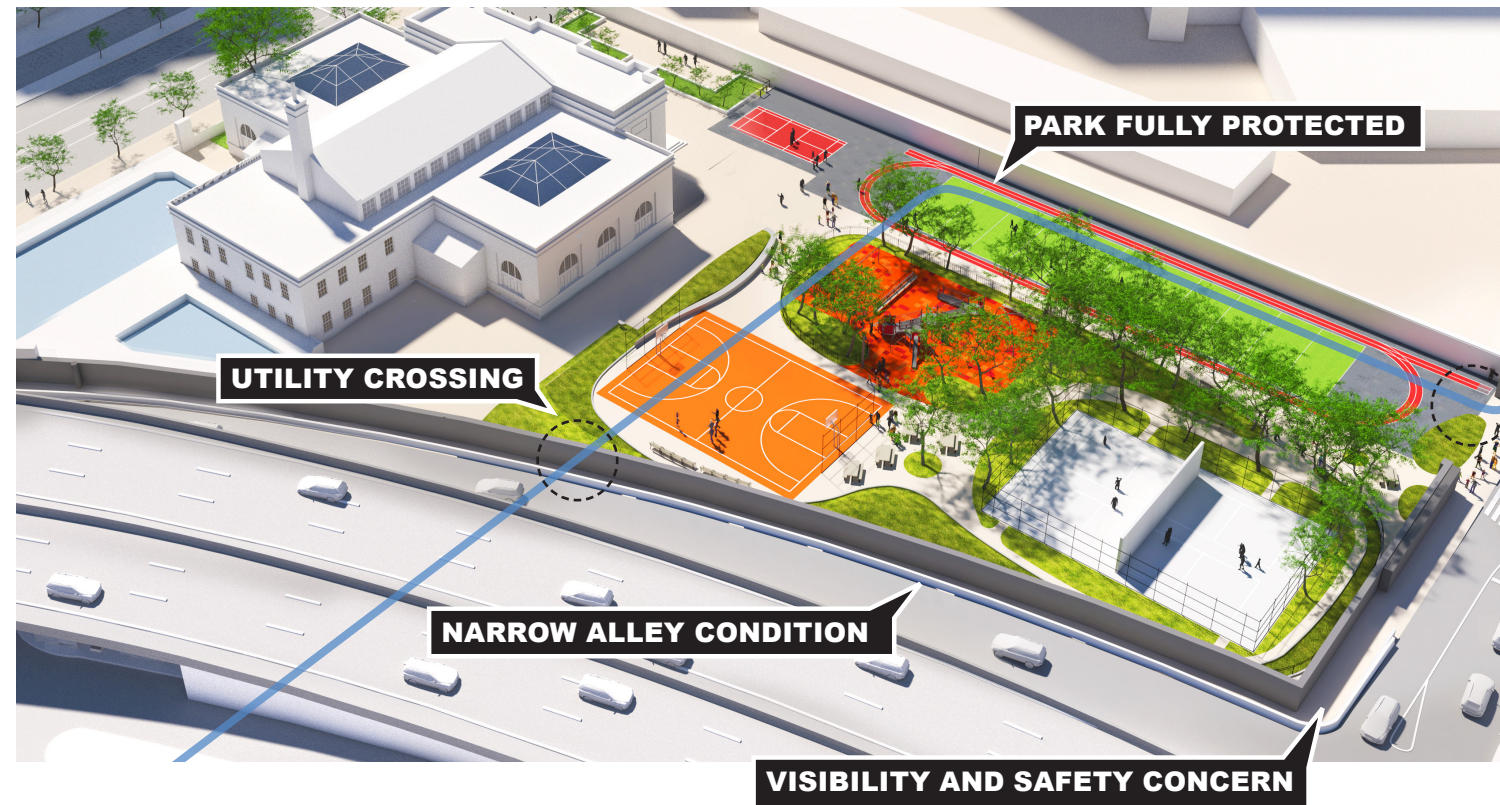 PARK FULLY PROTECTED
UTILITY CROSSING
NARROW ALLEY CONDITION
VISIBILITY AND SAFETY CONCERN